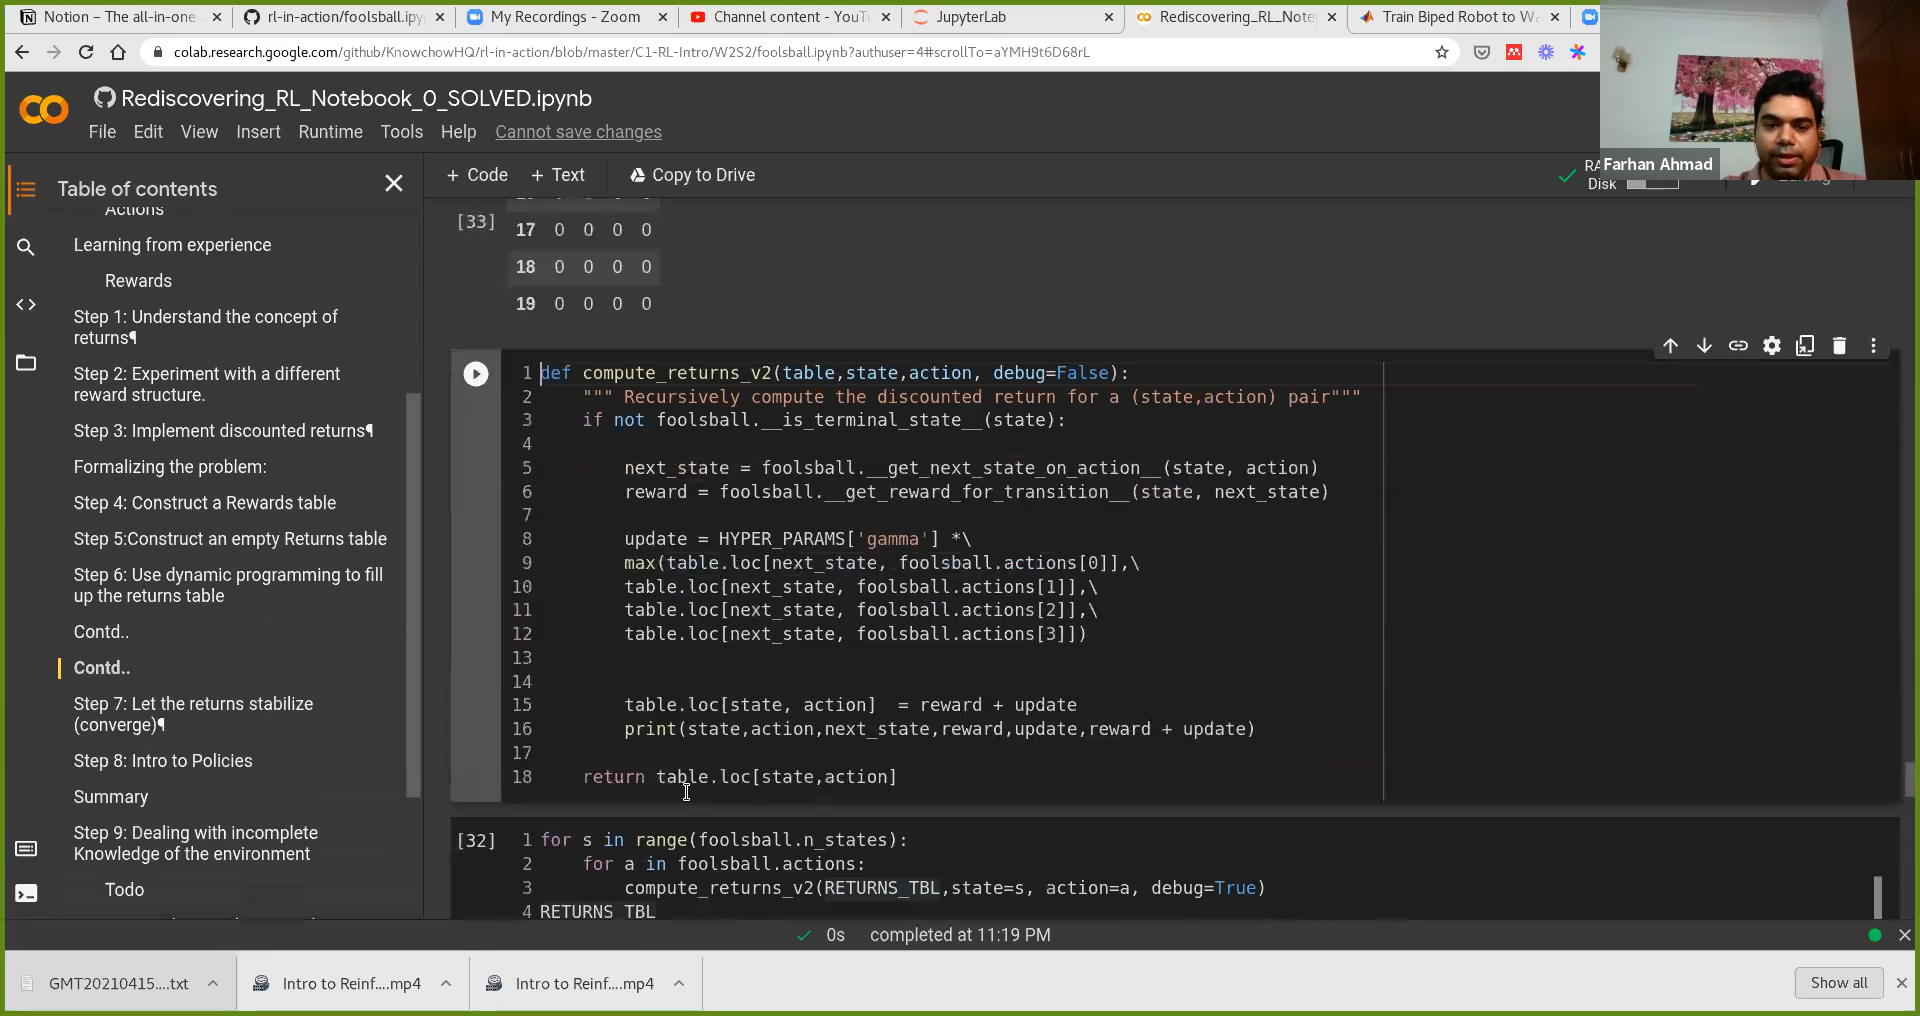 Notion – The all-in-one
rl-in-action/foolsball.ipy
My Recordings - Zoom
Channel content - YouTu
JupyterLab
Rediscovering_RL_Note
Train Biped Robot to Wa
colab.research.google.com/github/KnowchowHQ/rl-in-action/blob/master/C1-RL-Intro/W2S2/foolsball.ipynb?authuser=4#scrollTo=aYMH9t6D68rL
Rediscovering_RL_Notebook_0_SOLVED.ipynb
File Edit View Insert Runtime Tools Help Cannot save changes
Farhan Ahmad
Table of contents
+ Code + Text Copy to Drive
RA
Disk
Editing
Actions
Learning from experience
Rewards
Step 1: Understand the concept of
returns¶
Step 2: Experiment with a different
reward structure.
Step 3: Implement discounted returns¶
Formalizing the problem:
Step 4: Construct a Rewards table
Step 5:Construct an empty Returns table
Step 6: Use dynamic programming to fill
up the returns table
Contd..
Contd..
Step 7: Let the returns stabilize
(converge)¶
Step 8: Intro to Policies
Summary
Step 9: Dealing with incomplete
Knowledge of the environment
Todo
[33]
17 0 0 0 0
18 0 0 0 0
19 0 0 0 0
1 def compute_returns_v2(table,state,action, debug=False):
2 """ Recursively compute the discounted return for a (state,action) pair"""
3 if not foolsball.__is_terminal_state__(state):
4
5 next_state = foolsball.__get_next_state_on_action__(state, action)
6 reward = foolsball.__get_reward_for_transition__(state, next_state)
7
8 update = HYPER_PARAMS['gamma'] *\
9 max(table.loc[next_state, foolsball.actions[0]],\
10 table.loc[next_state, foolsball.actions[1]],\
11 table.loc[next_state, foolsball.actions[2]],\
12 table.loc[next_state, foolsball.actions[3]])
13
14
15 table.loc[state, action] = reward + update
16 print(state,action,next_state,reward,update,reward + update)
17
18 return table.loc[state,action]
[32]
1 for s in range(foolsball.n_states):
2 for a in foolsball.actions:
3 compute_returns_v2(RETURNS_TBL,state=s, action=a, debug=True)
4 RETURNS_TBL
0s completed at 11:19 PM
GMT20210415....txt
Intro to Reinf....mp4
Intro to Reinf....mp4
Show all